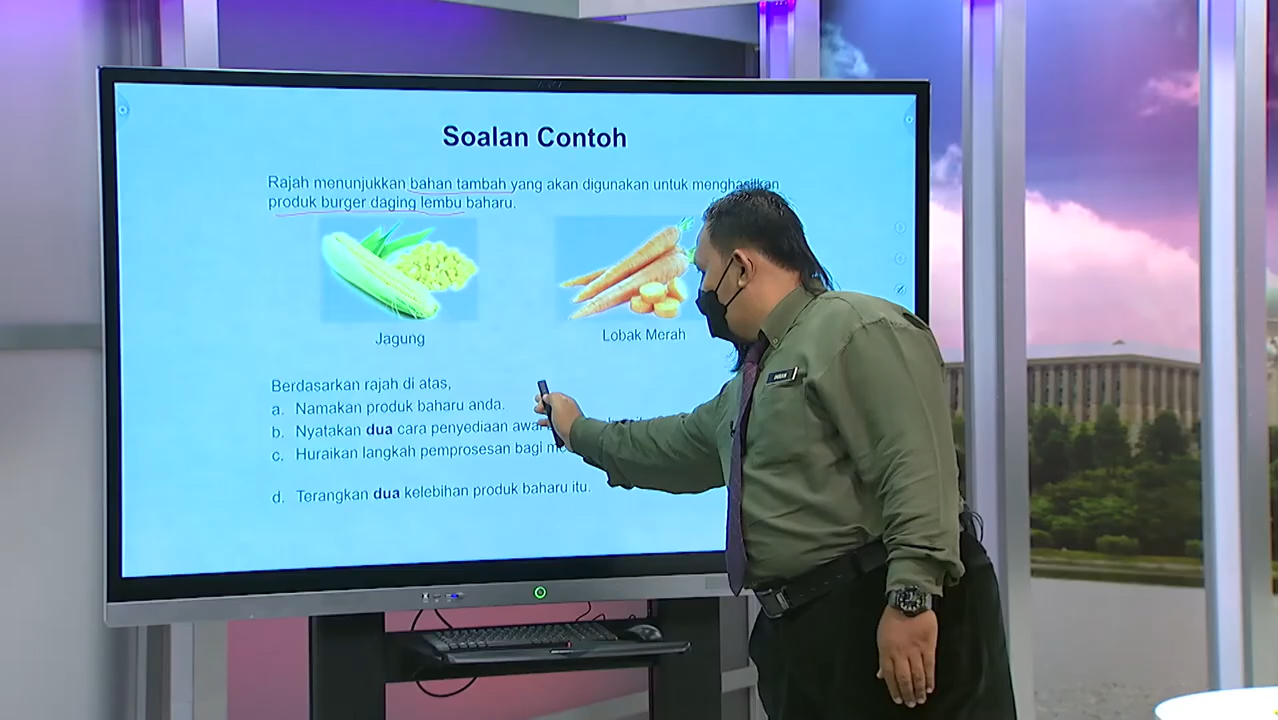 Soalan Contoh
Rajah menunjukkan bahan tambah yang akan digunakan untuk menghasilkan
produk burger daging lembu baharu.
Jagung
Lobak Merah
Berdasarkan rajah di atas,
a. Namakan produk baharu anda.
b. Nyatakan dua cara penyediaan
c. Huraikan langkah pemprosesan bagi
d. Terangkan dua kelebihan produk baharu itu.